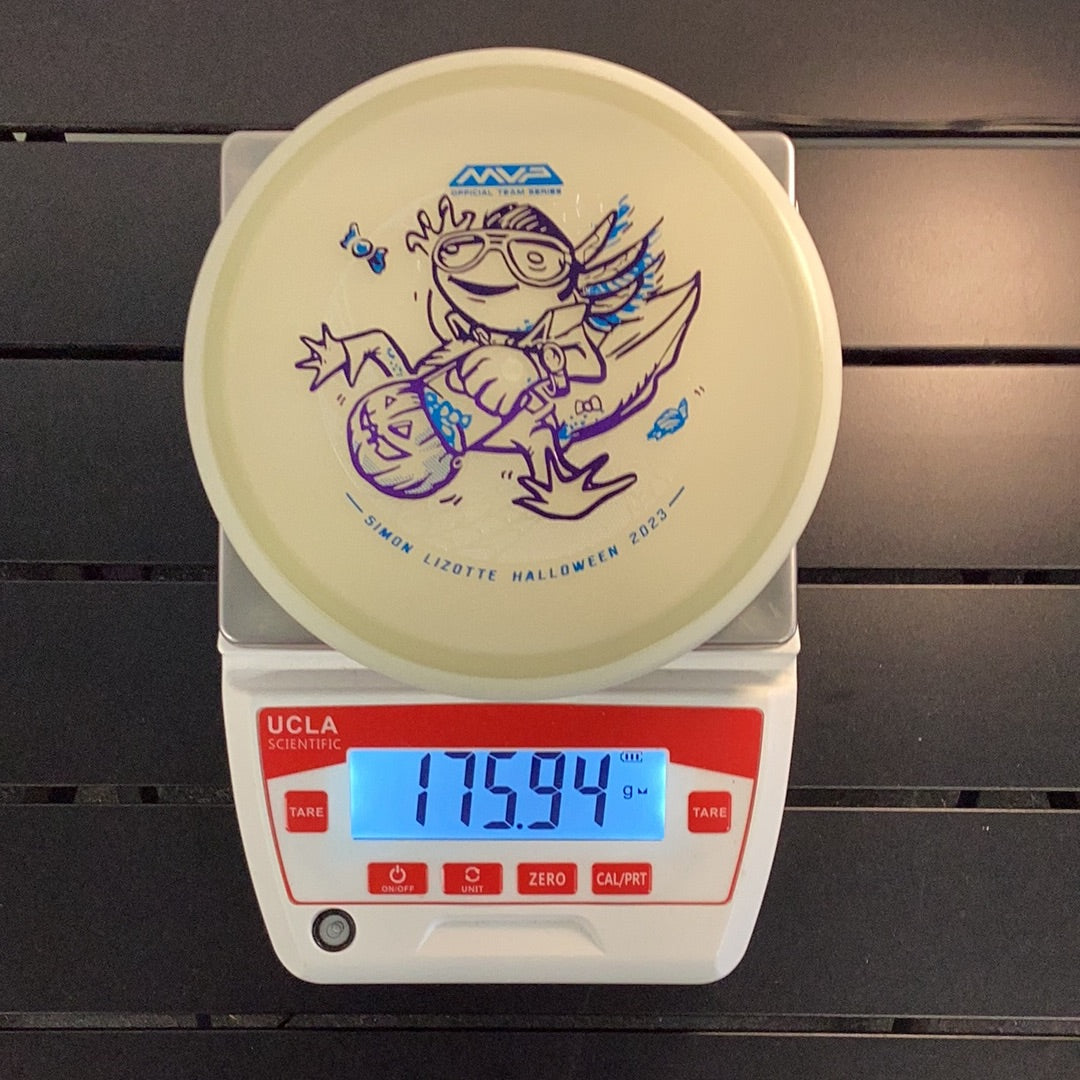 MVP
OFFICIAL TEAM SERIES
SIMON LIZOTTE HALLOWEEN 2023
UCLA
SCIENTIFIC
175.94 g
TARE
TARE
ON/OFF
UNIT
ZERO
CAL/PRT